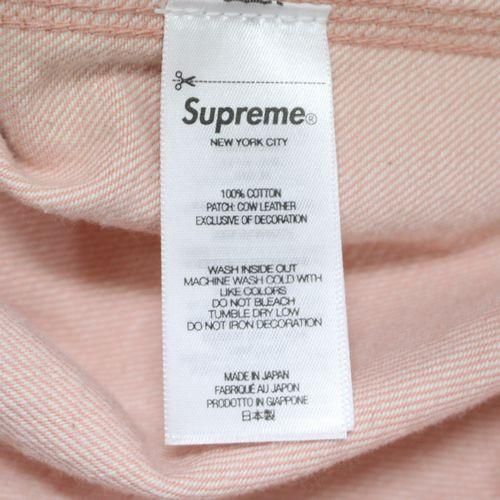 Supreme®
NEW YORK CITY
100% COTTON
PATCH: COW LEATHER
EXCLUSIVE OF DECORATION
WASH INSIDE OUT
MACHINE WASH COLD WITH
LIKE COLORS
DO NOT BLEACH
TUMBLE DRY LOW
DO NOT IRON DECORATION
MADE IN JAPAN
FABRIQUÉ AU JAPON
PRODOTTO IN GIAPPONE
日本製